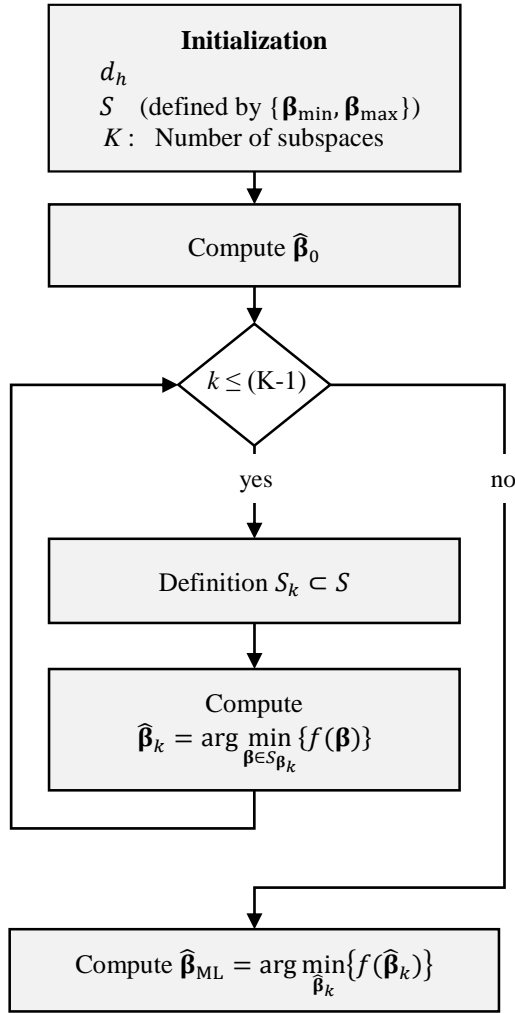 Initialization
d_h
S (defined by {β_min, β_max})
K : Number of subspaces
Compute β̂_0
k ≤ (K-1)
yes
no
Definition S_k ⊂ S
Compute
β̂_k = arg min_{β∈S_{β_k}} {f(β)}
Compute β̂_ML = arg min_{β̂_k} {f(β̂_k)}